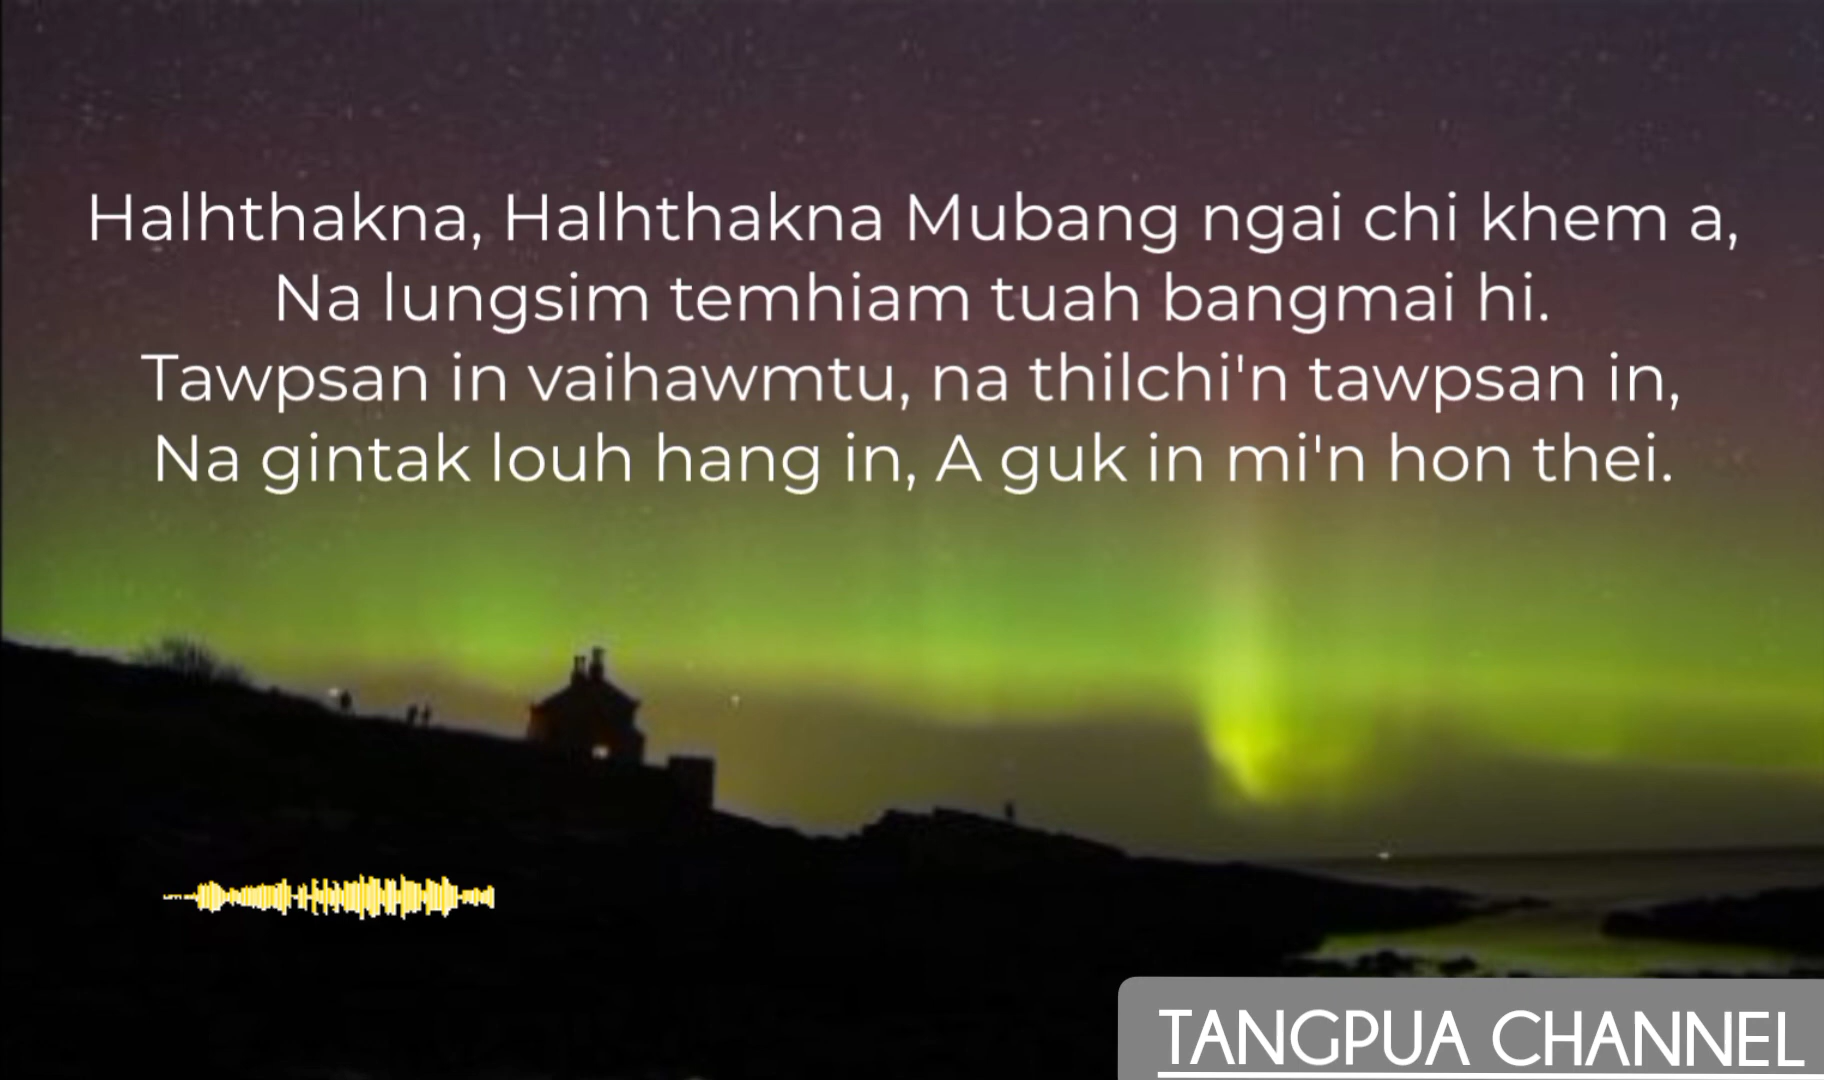 Halhthakna, Halhthakna Mubang ngai chi khem a,
Na lungsim temhiam tuah bangmai hi.
Tawpsan in vaihawmtu, na thilchi'n tawpsan in,
Na gintak louh hang in, A guk in mi'n hon thei.
TANGPUA CHANNEL